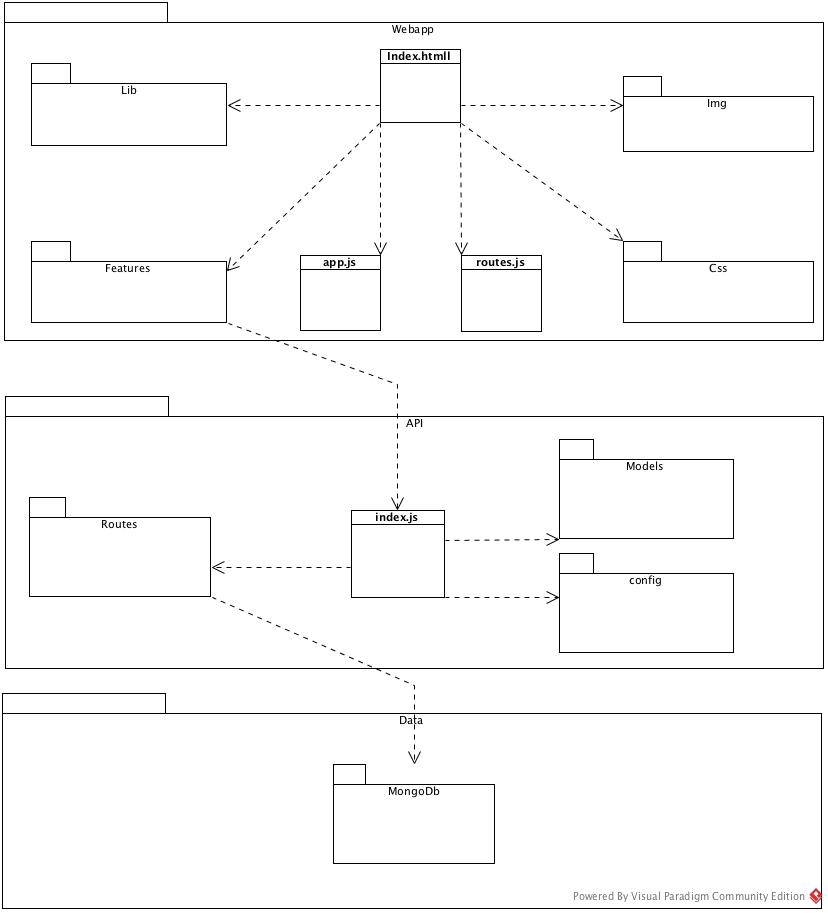 Webapp
Index.htmll
Lib
Img
Features
app.js
routes.js
Css
API
Models
Routes
index.js
config
Data
MongoDb
Powered By Visual Paradigm Community Edition